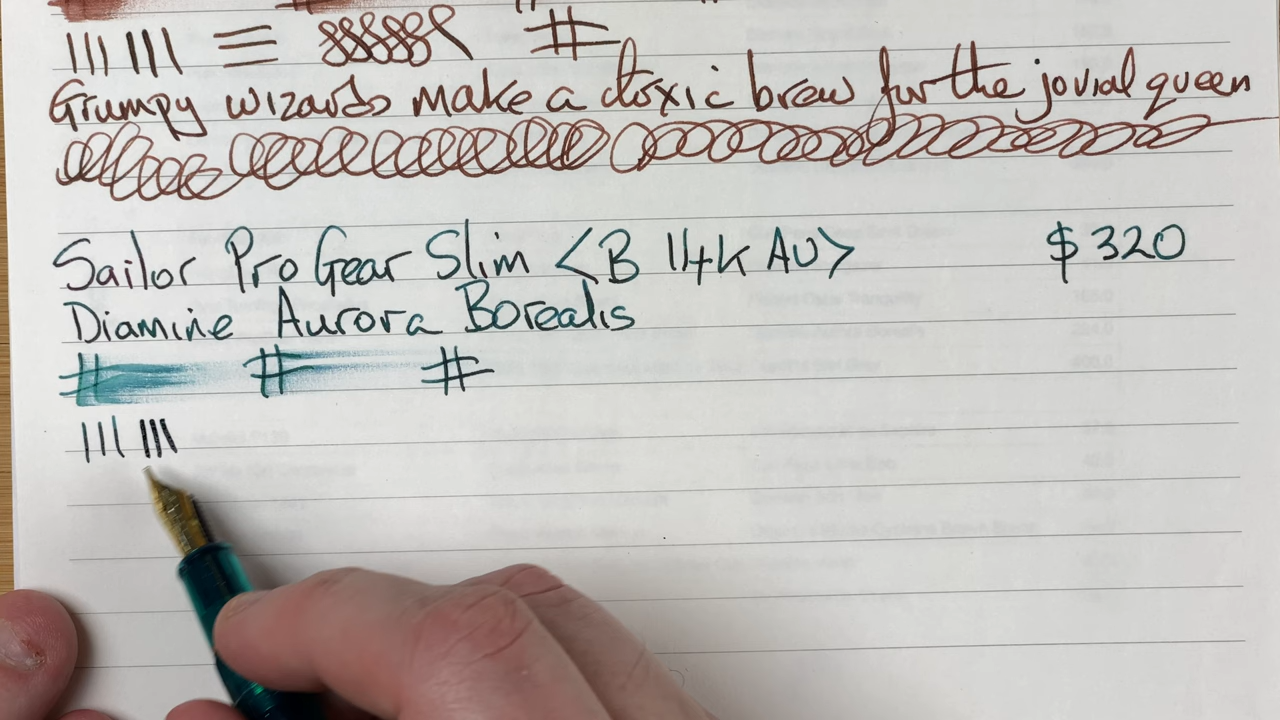 Grumpy wizards make a toxic brew for the jovial queen
Sailor Pro Gear Slim <B 14K AU> $320
Diamine Aurora Borealis
# # #